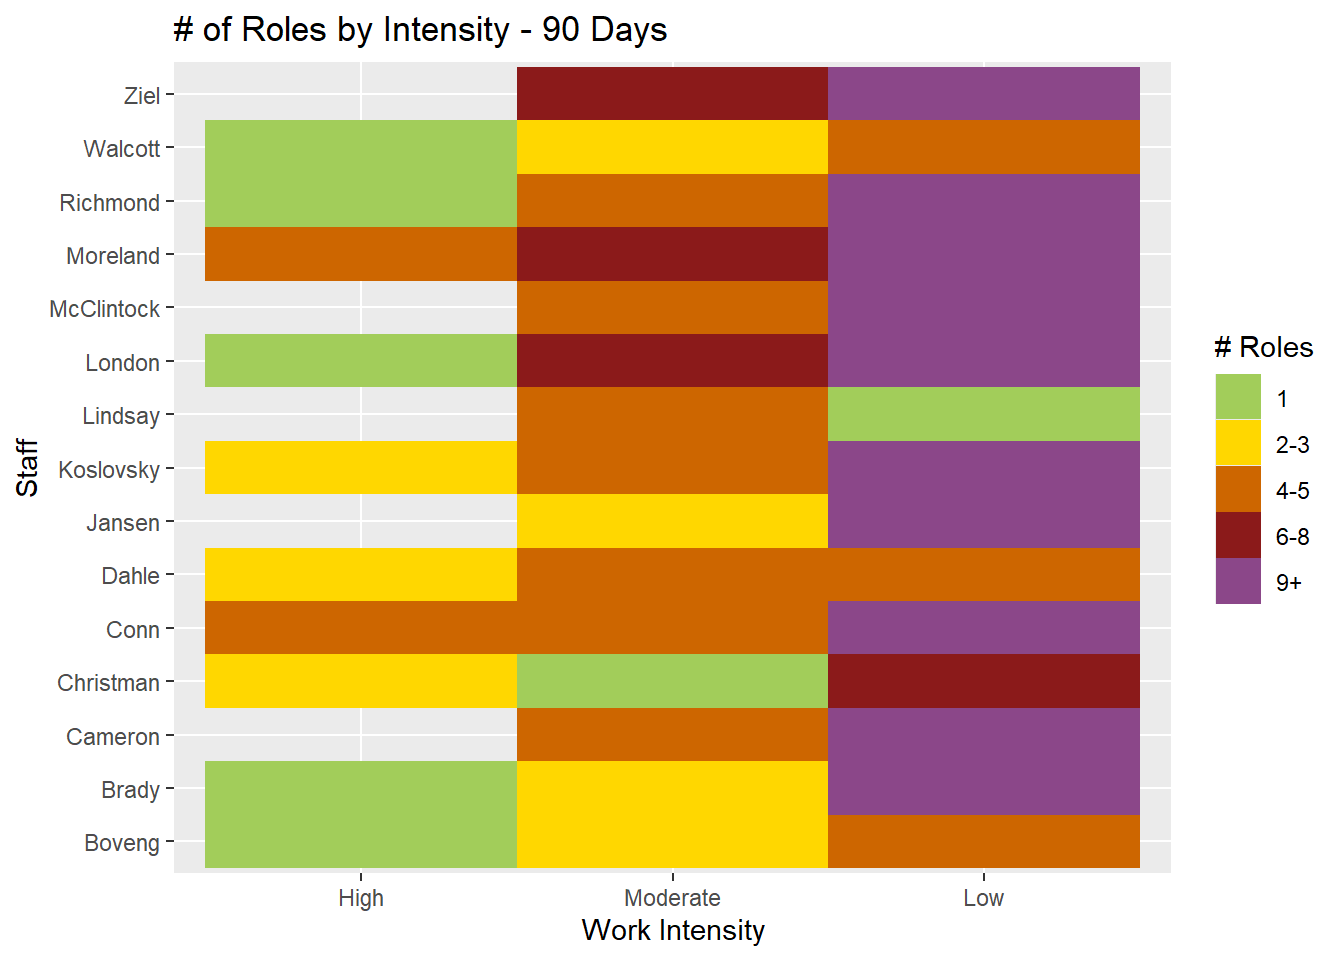 # of Roles by Intensity - 90 Days
Ziel
Walcott
Richmond
Moreland
McClintock
London
Lindsay
Koslovsky
Jansen
Dahle
Conn
Christman
Cameron
Brady
Boveng
Staff
High
Moderate
Low
Work Intensity
# Roles
1
2-3
4-5
6-8
9+